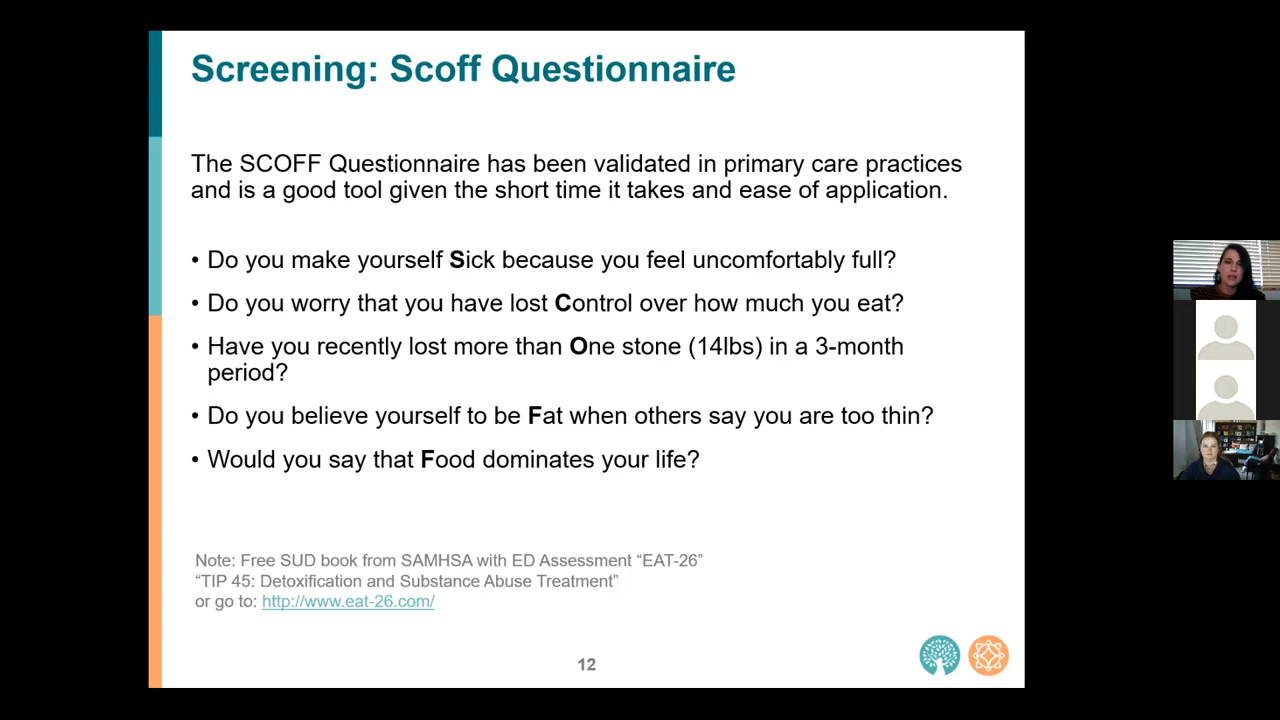 Screening: Scoff Questionnaire
The SCOFF Questionnaire has been validated in primary care practices
and is a good tool given the short time it takes and ease of application.
• Do you make yourself Sick because you feel uncomfortably full?
• Do you worry that you have lost Control over how much you eat?
• Have you recently lost more than One stone (14lbs) in a 3-month
period?
• Do you believe yourself to be Fat when others say you are too thin?
• Would you say that Food dominates your life?
Note: Free SUD book from SAMHSA with ED Assessment “EAT-26”
“TIP 45: Detoxification and Substance Abuse Treatment”
or go to: http://www.eat-26.com/
12